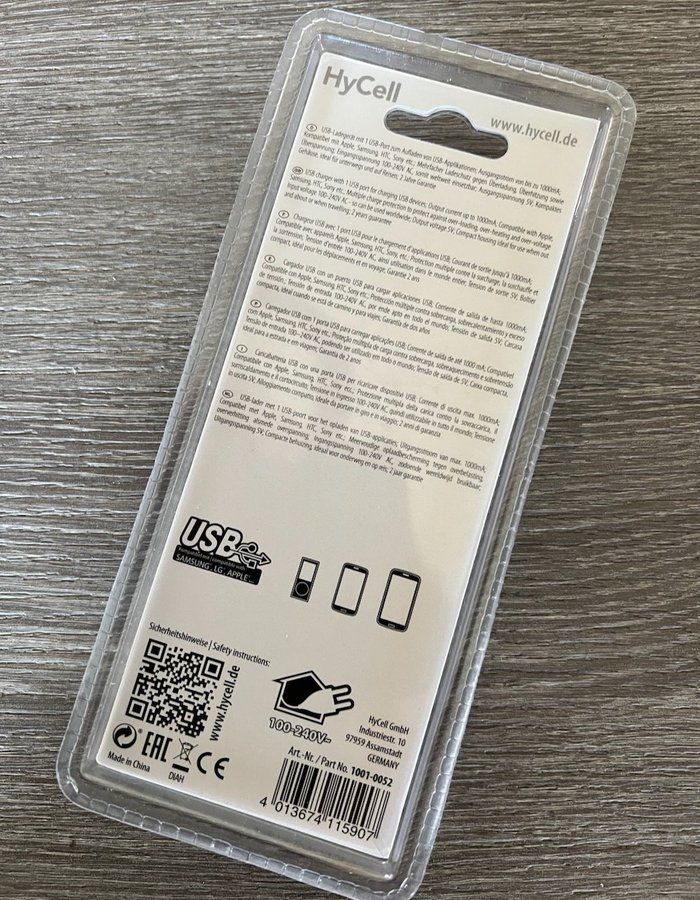 HyCell
www.hycell.de
D USB-Ladegerät mit 1 USB-Port zum Aufladen von USB-Applikationen; Ausgangsstrom von bis zu 1000mA;
Kompatibel mit Apple, Samsung, HTC, Sony etc.; Mehrfacher Ladeschutz gegen Überladung, Überhitzung sowie
Überspannung; Eingangsspannung 100-240V AC, somit weltweit einsetzbar; Ausgangsspannung 5V; Kompaktes
Gehäuse, ideal für unterwegs und auf Reisen; 2 Jahre Garantie
GB USB charger with 1 USB port for charging USB devices; Output current up to 1000mA; Compatible with Apple,
Samsung, HTC, Sony etc.; Multiple charge protection to protect against over-loading, over-heating and over-voltage
Input voltage 100-240V AC - so can be used worldwide; Output voltage 5V; Compact housing ideal for use when out
and about or when travelling; 2 years guarantee
F Chargeur USB avec 1 port USB pour le chargement d'applications USB; Courant de sortie jusqu'à 1000mA;
Compatible avec appareils Apple, Samsung, HTC, Sony etc.; Protection multiple contre la surcharge, la surchauffe et
la surtension; Tension d'entrée 100-240V AC, ainsi utilisation dans le monde entier; Tension de sortie 5V; Boîtier
compact, idéal pour les déplacements et en voyage; Garantie 2 ans
E Cargador USB con un puerto USB para cargar aplicaciones USB; Corriente de salida de hasta 1000mA;
Compatible con Apple, Samsung, HTC, Sony etc.; Protección múltiple contra sobrecarga, sobrecalentamiento y exceso
de tensión; Tensión de entrada 100-240V AC, por ende apto en todo el mundo; Tensión de salida 5V; Carcasa
compacta, ideal cuando se está de camino y para viajes; Garantía de dos años
P Carregador USB com 1 porta USB para carregar aplicações USB; Corrente de saída de até 1000 mA; Compatível
com Apple, Samsung, HTC, Sony etc.; Proteção múltipla de carga contra sobrecarga, sobreaquecimento e sobretensão
Tensão de entrada 100-240V AC, podendo ser utilizado em todo o mundo; Tensão de saída 5V; Caixa compacta,
ideal para a estrada e em viagem; Garantia de 2 anos
I Caricabatteria USB con una porta USB per ricaricare dispositivi USB; Corrente di uscita max. 1000mA;
Compatibile con Apple, Samsung, HTC, Sony etc.; Protezione multipla della carica contro la sovraccarica, il
surriscaldamento e il cortocircuito; Tensione in ingresso 100-240V AC quindi utilizzabile in tutto il mondo; Tensione
in uscita 5V; Alloggiamento compatto, ideale da portare in giro e in viaggio; 2 anni di garanzia
NL USB-lader met 1 USB-poort voor het opladen van USB-applicaties; Uitgangsstroom van max. 1000mA;
Compatibel met Apple, Samsung, HTC, Sony etc.; Meervoudige oplaadbescherming tegen overbelasting,
oververhitting alsmede overspanning, Ingangsspanning 100-240V AC, zodoende wereldwijd bruikbaar;
Uitgangsspanning 5V; Compacte behuizing, ideaal voor onderweg en op reis; 2 jaar garantie
USB
Kompatibel mit | compatible with
SAMSUNG, LG, APPLE...
Sicherheitshinweise | Safety instructions:
www.hycell.de
100-240V~
HyCell GmbH
Industriestr. 10
97959 Assamstadt
GERMANY
EAC CE
Made in China
DIAH
Art.-Nr. / Part No. 1001-0052
4 013674 115907